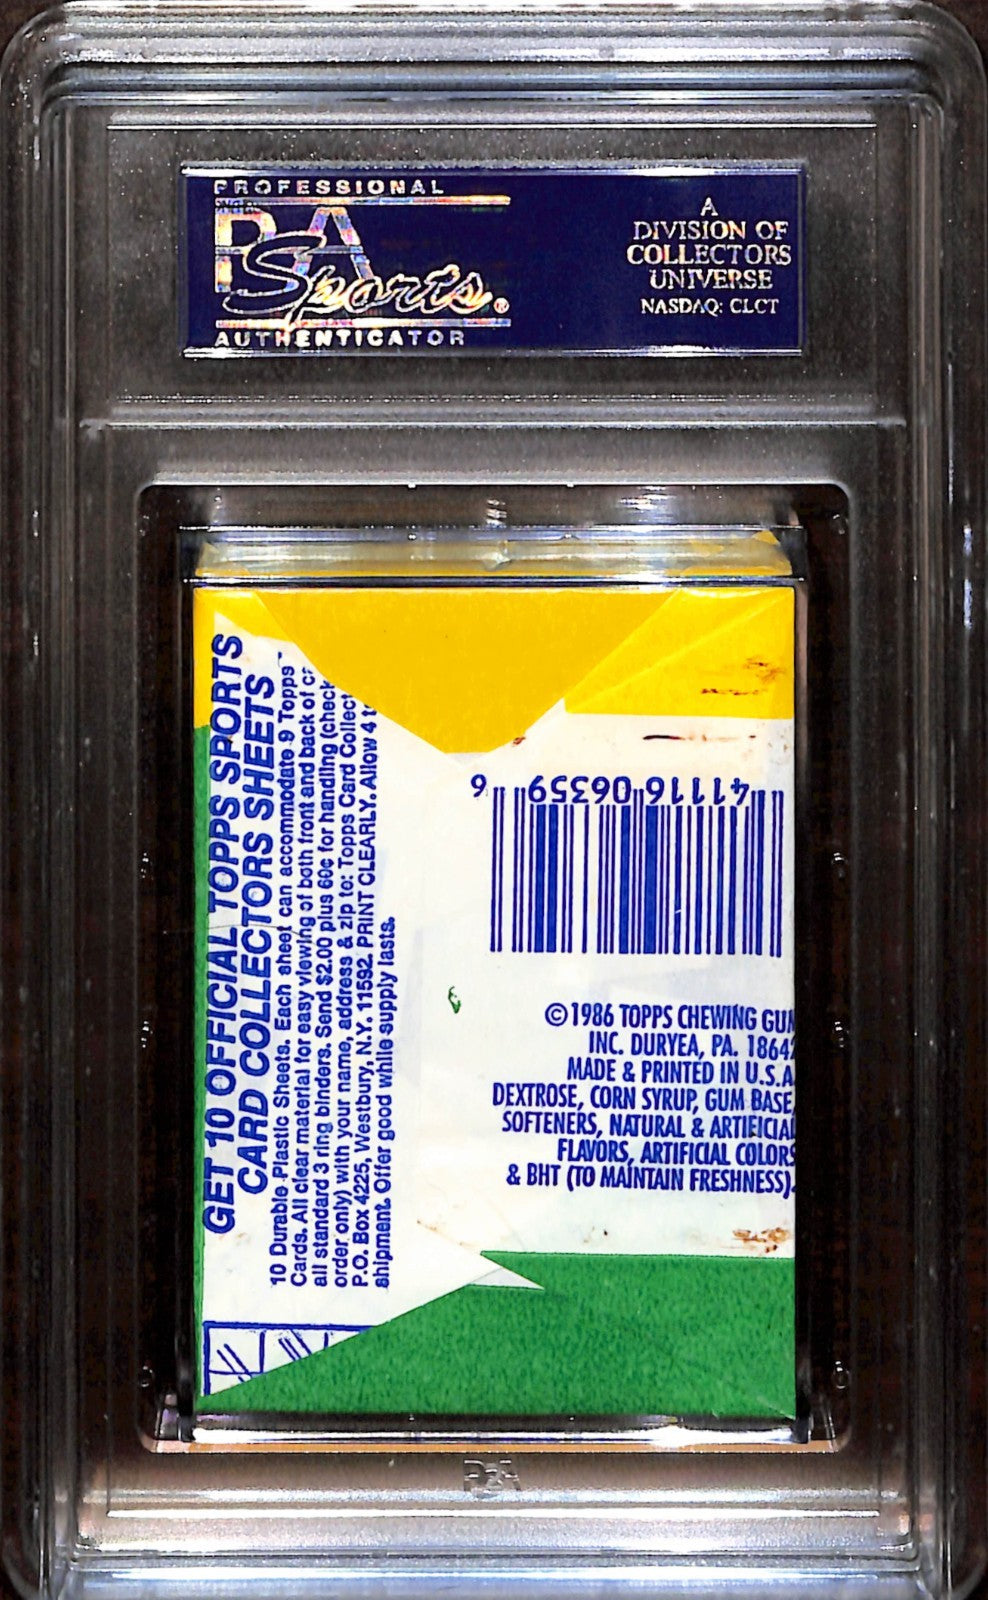 PROFESSIONAL
PSA
Sports®
AUTHENTICATOR
A
DIVISION OF
COLLECTORS
UNIVERSE
NASDAQ: CLCT
GET 10 OFFICIAL TOPPS SPORTS
CARD COLLECTORS SHEETS
10 Durable Plastic Sheets. Each sheet can accommodate 9 Topps
Cards. All clear material for easy viewing of both front and back of
all standard 3 ring binders. Send $2.00 plus 60¢ for handling (check
order only) with your name, address & zip to: Topps Card Collect
P.O. Box 4225, Westbury, N.Y. 11592. PRINT CLEARLY. Allow 4
shipment. Offer good while supply lasts.
41116 06359 6
©1986 TOPPS CHEWING GUM
INC. DURYEA, PA. 18642
MADE & PRINTED IN U.S.A
DEXTROSE, CORN SYRUP, GUM BASE,
SOFTENERS, NATURAL & ARTIFICIAL
FLAVORS, ARTIFICIAL COLORS
& BHT (TO MAINTAIN FRESHNESS).
PSA